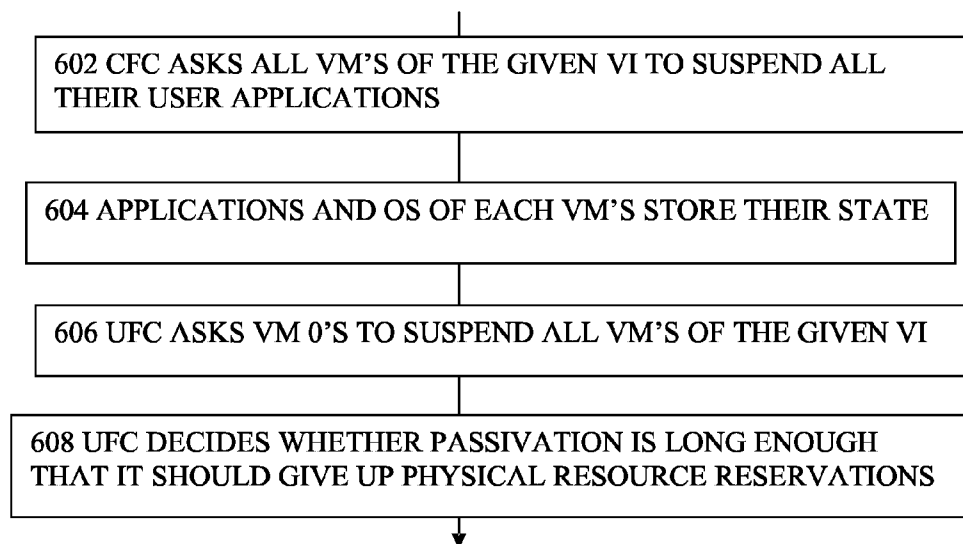 602 CFC ASKS ALL VM'S OF THE GIVEN VI TO SUSPEND ALL
THEIR USER APPLICATIONS
604 APPLICATIONS AND OS OF EACH VM'S STORE THEIR STATE
606 UFC ASKS VM 0'S TO SUSPEND ALL VM'S OF THE GIVEN VI
608 UFC DECIDES WHETHER PASSIVATION IS LONG ENOUGH
THAT IT SHOULD GIVE UP PHYSICAL RESOURCE RESERVATIONS